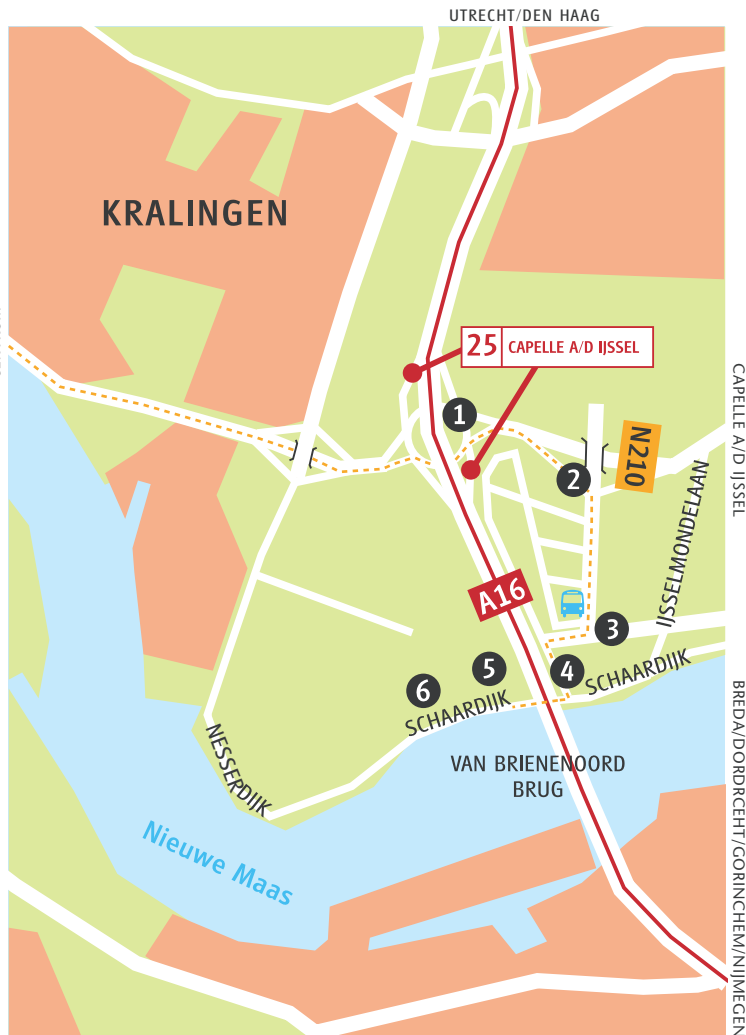 UTRECHT/DEN HAAG
KRALINGEN
25 CAPELLE A/D IJSSEL
1
N210
2
CAPELLE A/D IJSSEL
IJSSELMONDELAAN
A16
3
5
4
6
SCHAARDIJK
SCHAARDIJK
NESSERDIJK
VAN BRIENENOORD
BRUG
Nieuwe Maas
BREDA/DORDRCEHT/GORINCHEM/NIJMEGEN